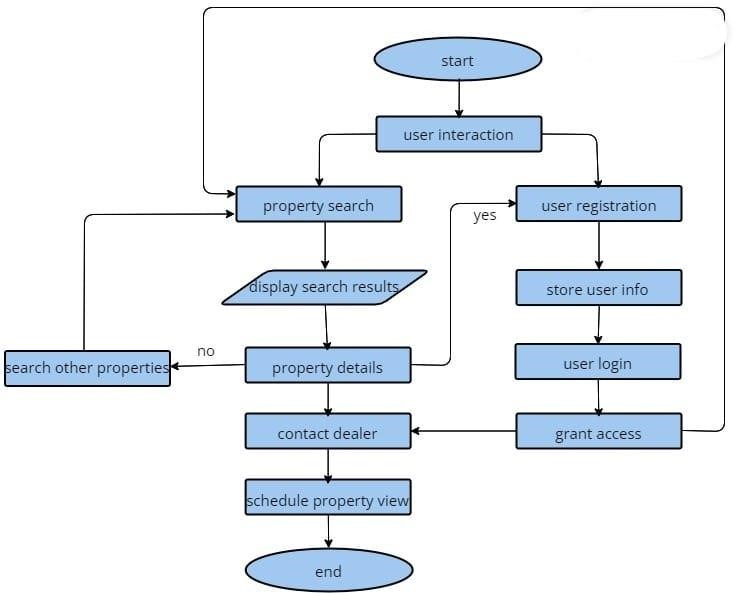 start
user interaction
property search
user registration
yes
display search results
store user info
no
search other properties
property details
user login
contact dealer
grant access
schedule property view
end